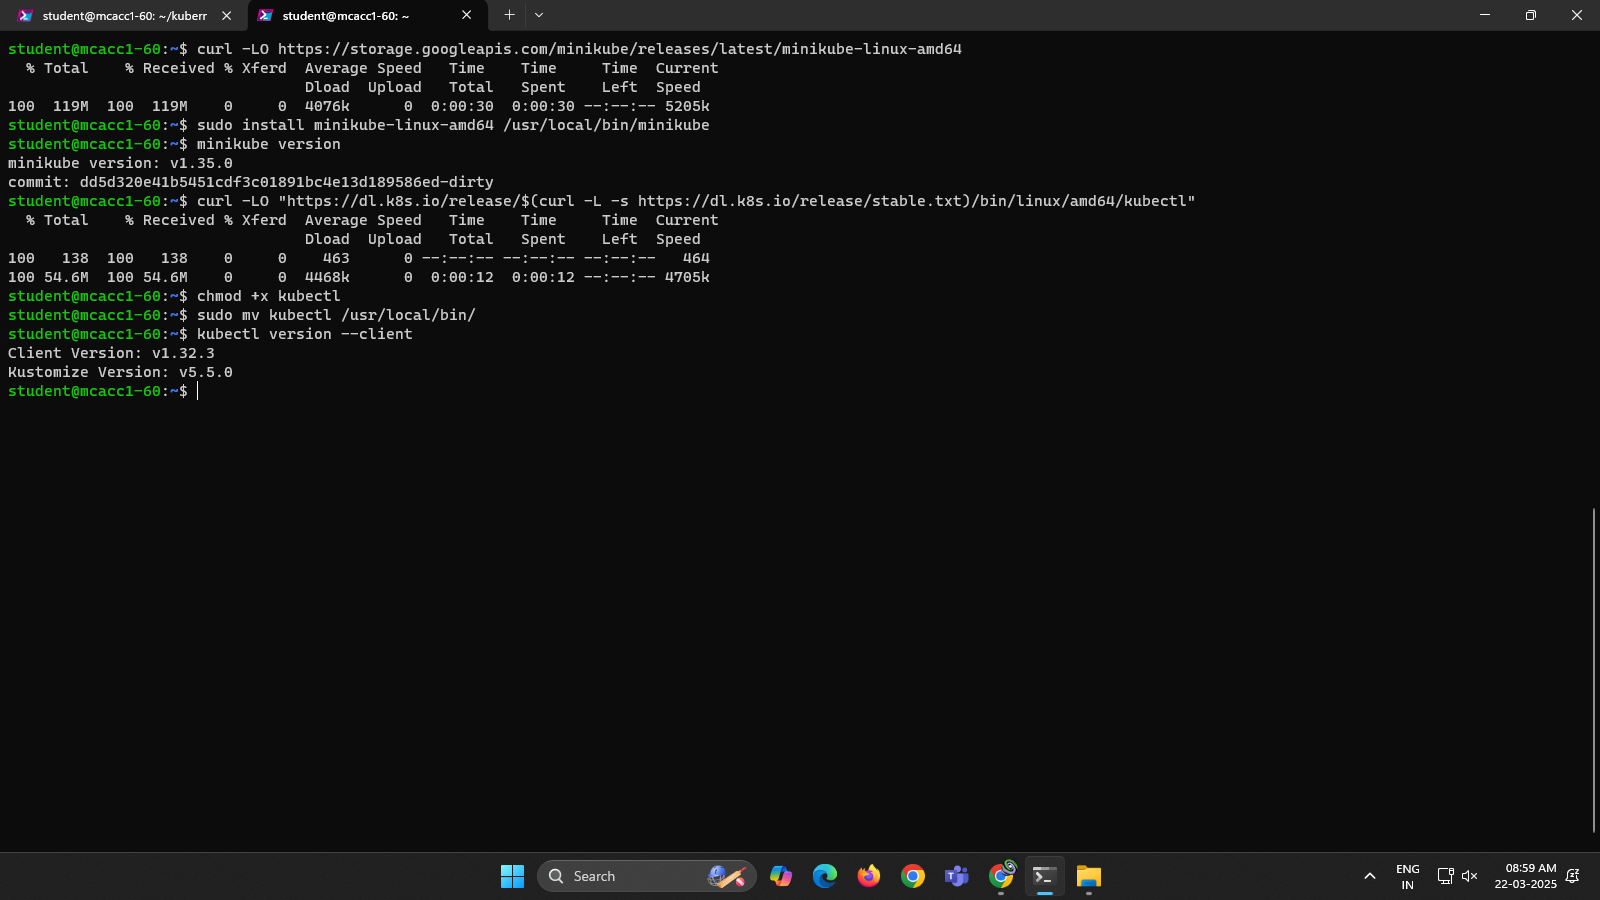 student@mcacc1-60: ~/kuberr
student@mcacc1-60: ~
student@mcacc1-60:~$ curl -LO https://storage.googleapis.com/minikube/releases/latest/minikube-linux-amd64
  % Total    % Received % Xferd  Average Speed   Time    Time     Time  Current
                                 Dload  Upload   Total   Spent    Left  Speed
100  119M  100  119M    0     0  4076k      0  0:00:30  0:00:30 --:--:-- 5205k
student@mcacc1-60:~$ sudo install minikube-linux-amd64 /usr/local/bin/minikube
student@mcacc1-60:~$ minikube version
minikube version: v1.35.0
commit: dd5d320e41b5451cdf3c01891bc4e13d189586ed-dirty
student@mcacc1-60:~$ curl -LO "https://dl.k8s.io/release/$(curl -L -s https://dl.k8s.io/release/stable.txt)/bin/linux/amd64/kubectl"
  % Total    % Received % Xferd  Average Speed   Time    Time     Time  Current
                                 Dload  Upload   Total   Spent    Left  Speed
100   138  100   138    0     0    463      0 --:--:-- --:--:-- --:--:--   464
100 54.6M  100 54.6M    0     0  4468k      0  0:00:12  0:00:12 --:--:-- 4705k
student@mcacc1-60:~$ chmod +x kubectl
student@mcacc1-60:~$ sudo mv kubectl /usr/local/bin/
student@mcacc1-60:~$ kubectl version --client
Client Version: v1.32.3
Kustomize Version: v5.5.0
student@mcacc1-60:~$
Search
ENG
IN
08:59 AM
22-03-2025